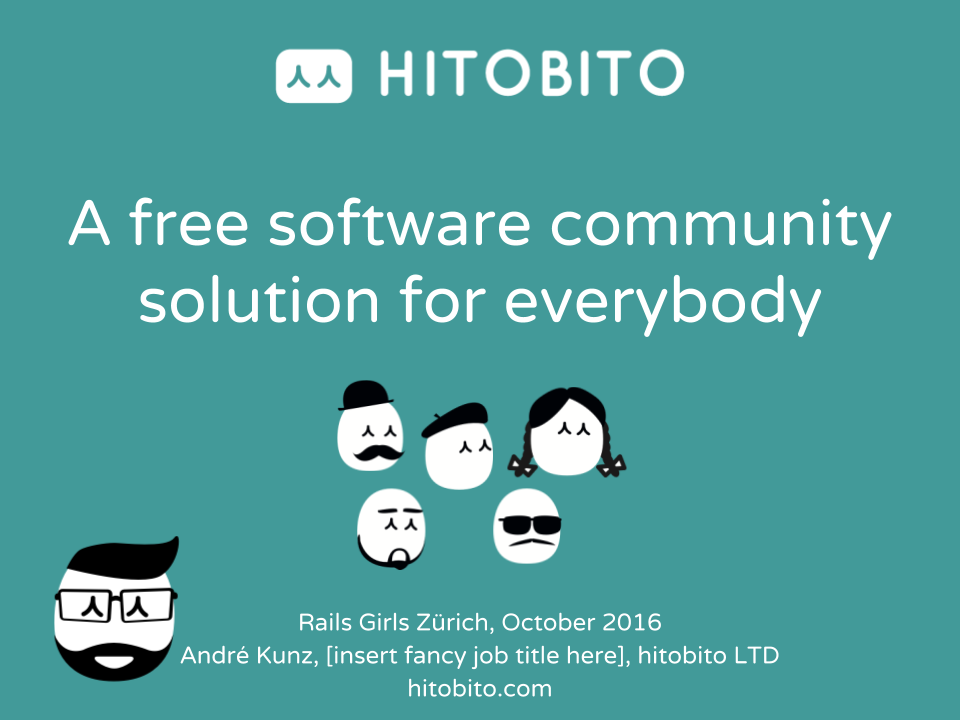 HITOBITO
A free software community
solution for everybody
Rails Girls Zürich, October 2016
André Kunz, [insert fancy job title here], hitobito LTD
hitobito.com